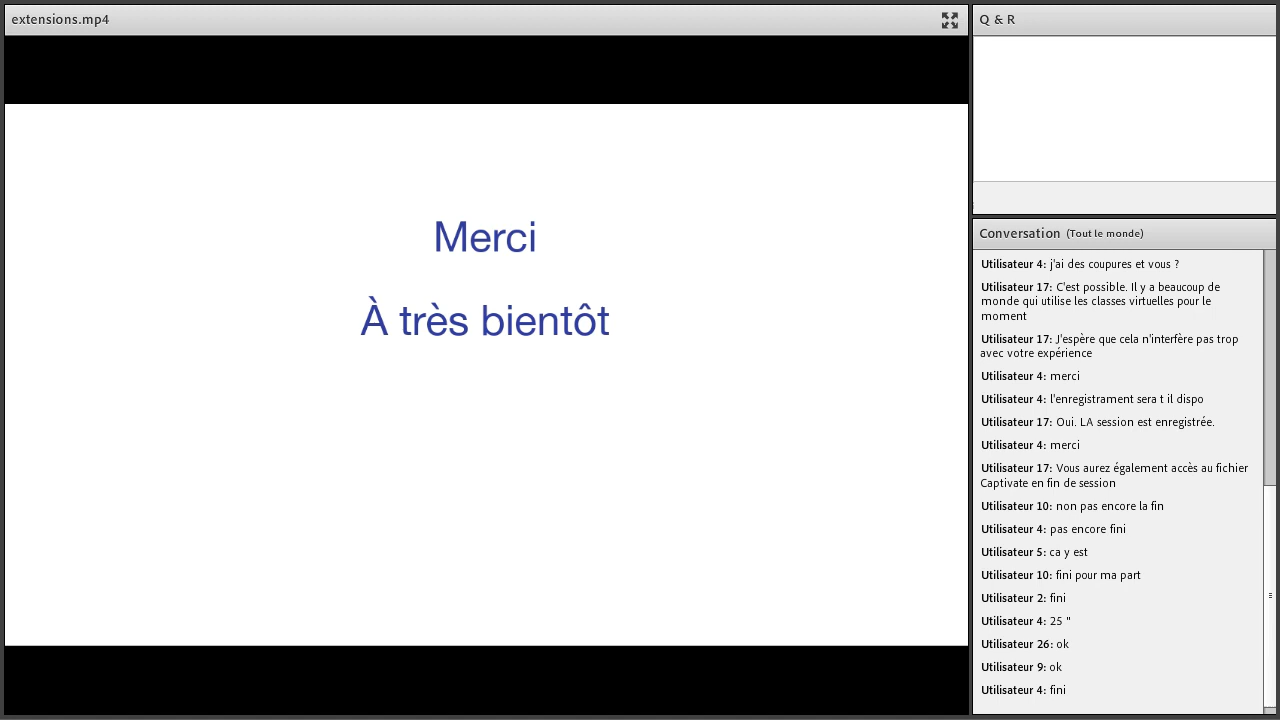 extensions.mp4
Merci
À très bientôt
Q & R
Conversation (Tout le monde)
Utilisateur 4: j'ai des coupures et vous ?
Utilisateur 17: C'est possible. Il y a beaucoup de
monde qui utilise les classes virtuelles pour le
moment
Utilisateur 17: J'espère que cela n'interfère pas trop
avec votre expérience
Utilisateur 4: merci
Utilisateur 4: l'enregistrament sera t il dispo
Utilisateur 17: Oui. LA session est enregistrée.
Utilisateur 4: merci
Utilisateur 17: Vous aurez également accès au fichier
Captivate en fin de session
Utilisateur 10: non pas encore la fin
Utilisateur 4: pas encore fini
Utilisateur 5: ca y est
Utilisateur 10: fini pour ma part
Utilisateur 2: fini
Utilisateur 4: 25 "
Utilisateur 26: ok
Utilisateur 9: ok
Utilisateur 4: fini